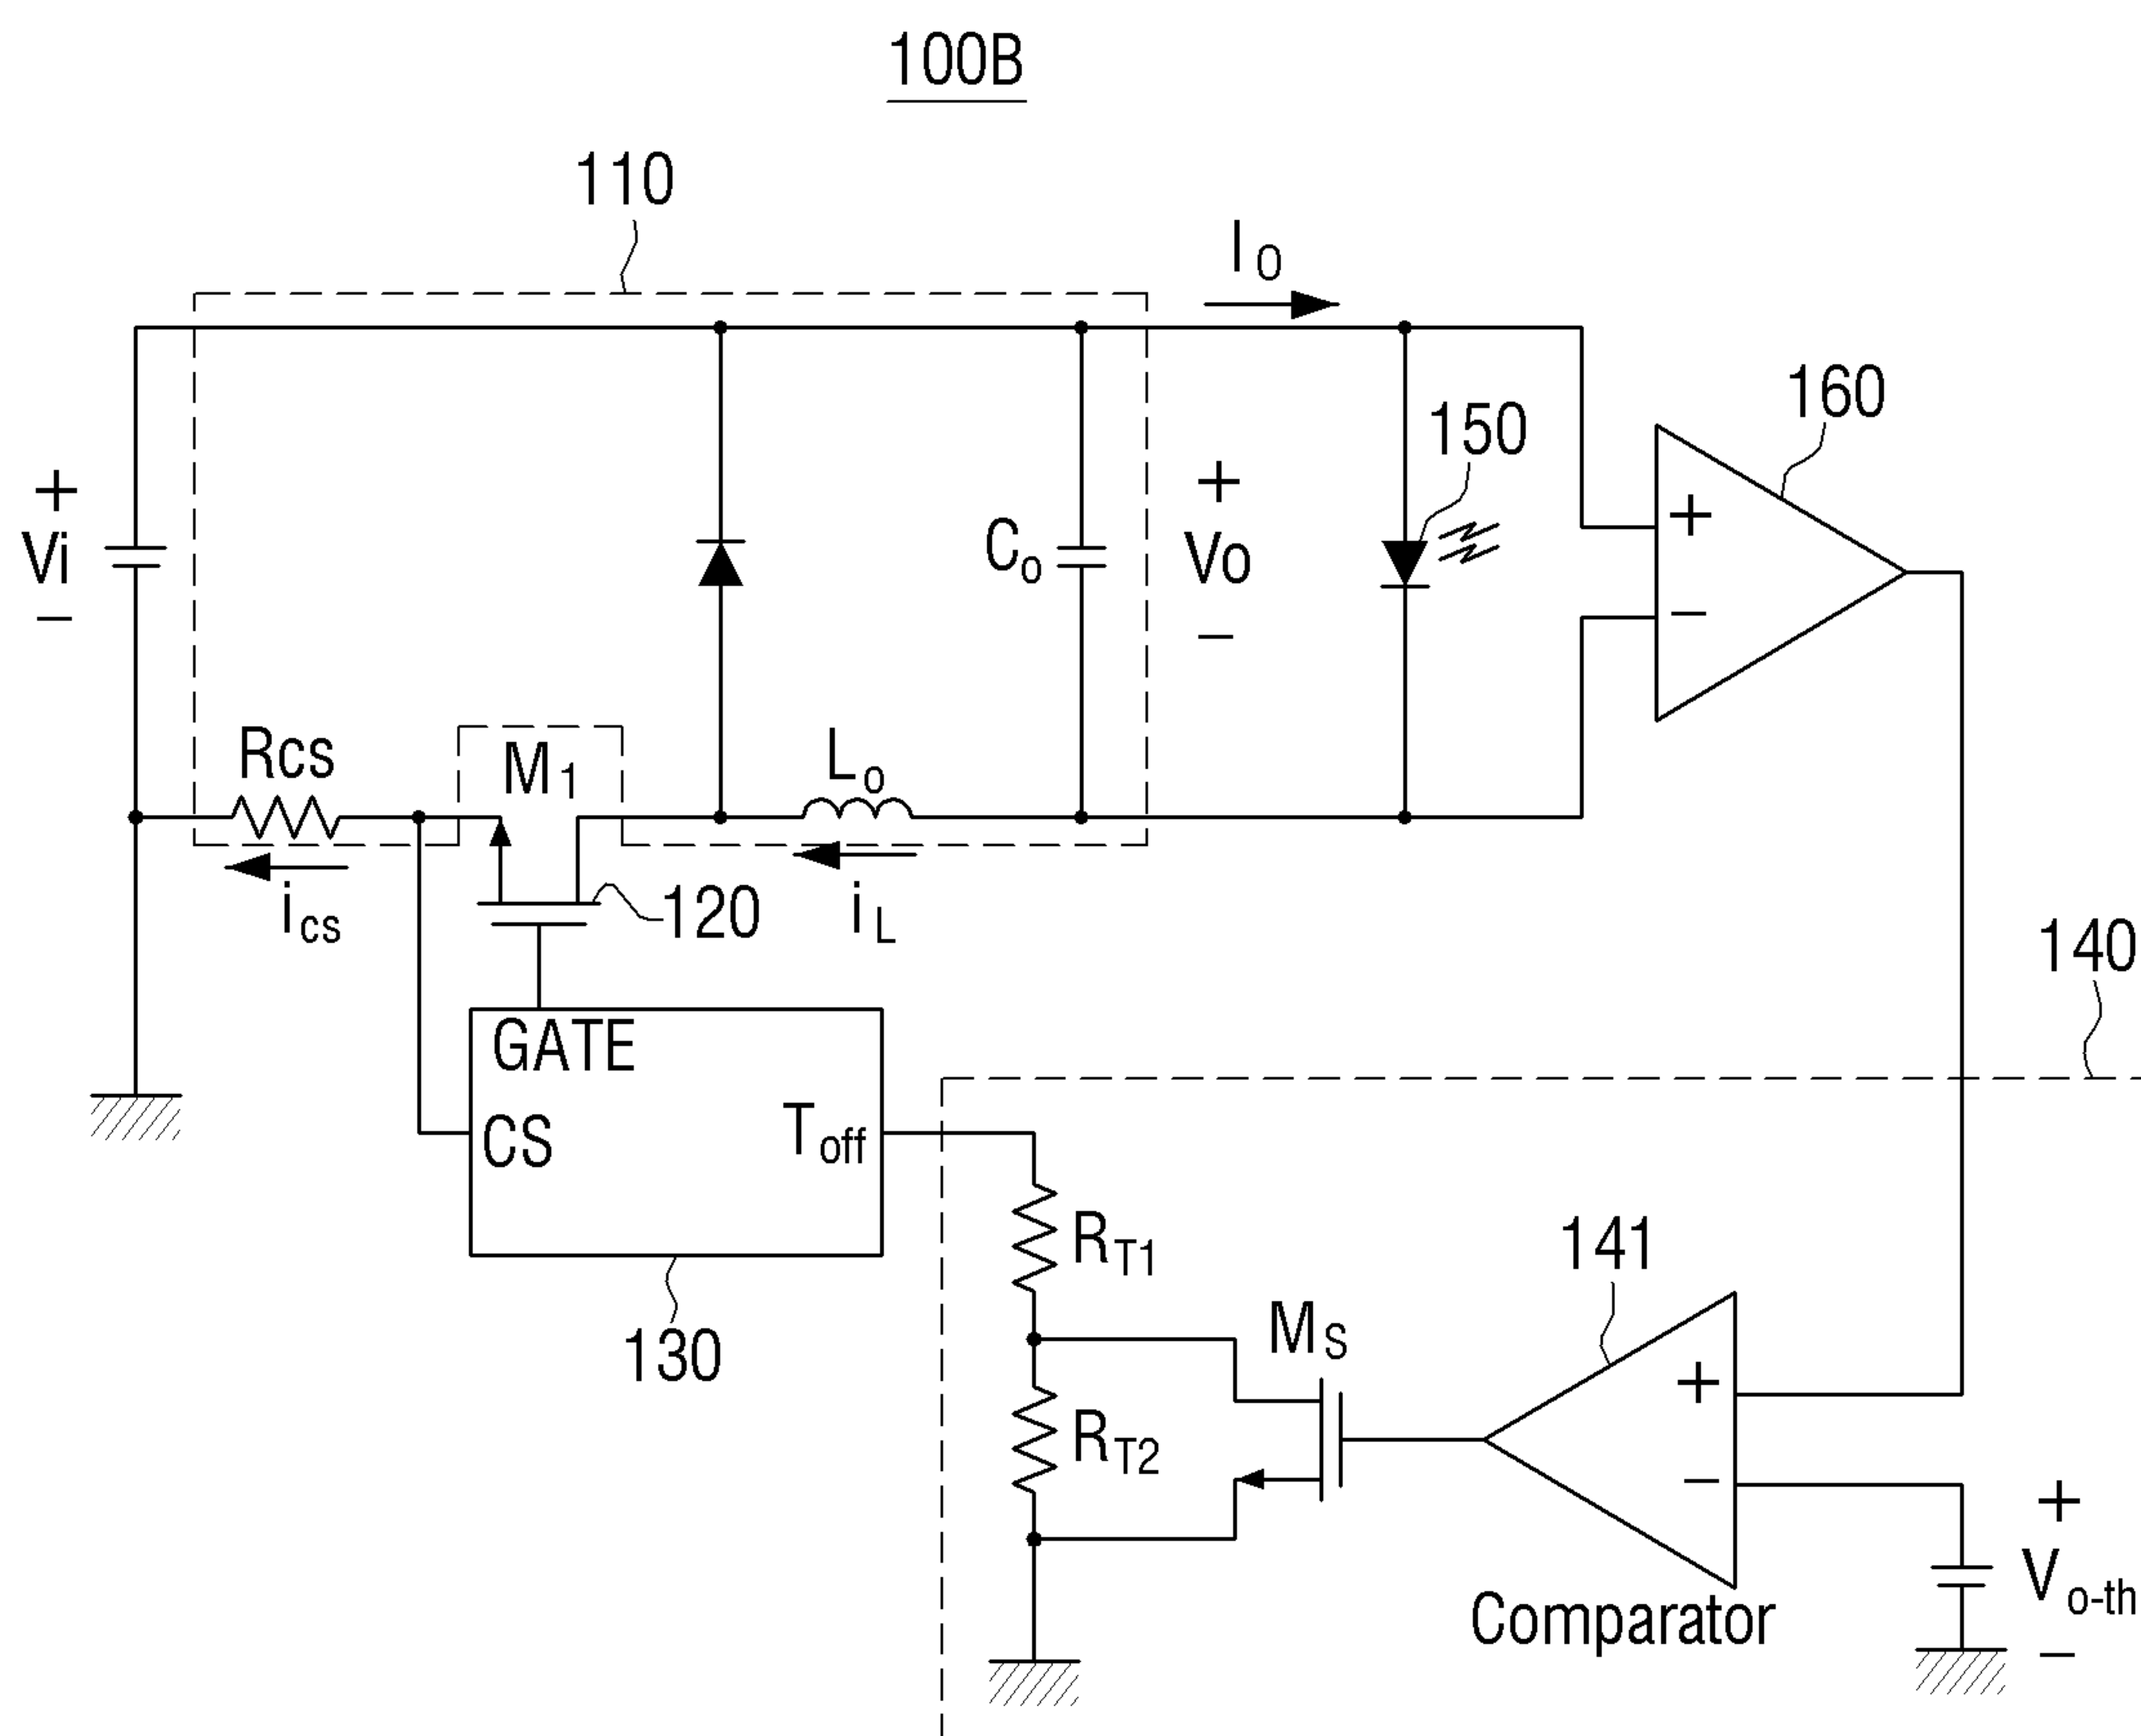 100B
110
Io
+
Vi
−
Co
+
Vo
−
150
160
+
−
Rcs
M1
Lo
ics
120
iL
140
GATE
CS
Toff
130
RT1
RT2
Ms
141
+
−
Comparator
+
Vo-th
−